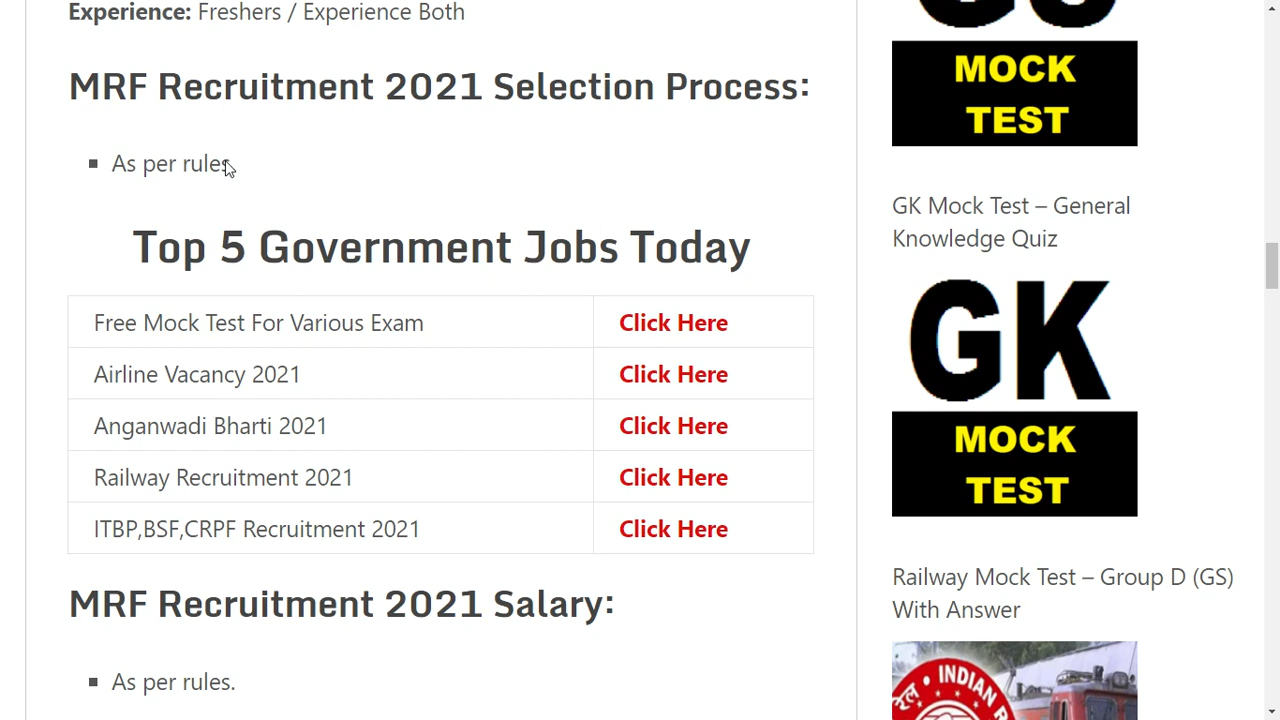 Experience: Freshers / Experience Both
MRF Recruitment 2021 Selection Process:
As per rules.
Top 5 Government Jobs Today
Free Mock Test For Various Exam Click Here
Airline Vacancy 2021 Click Here
Anganwadi Bharti 2021 Click Here
Railway Recruitment 2021 Click Here
ITBP,BSF,CRPF Recruitment 2021 Click Here
MRF Recruitment 2021 Salary:
As per rules.
MOCK
TEST
GK Mock Test – General
Knowledge Quiz
GK
MOCK
TEST
Railway Mock Test – Group D (GS)
With Answer
INDIAN